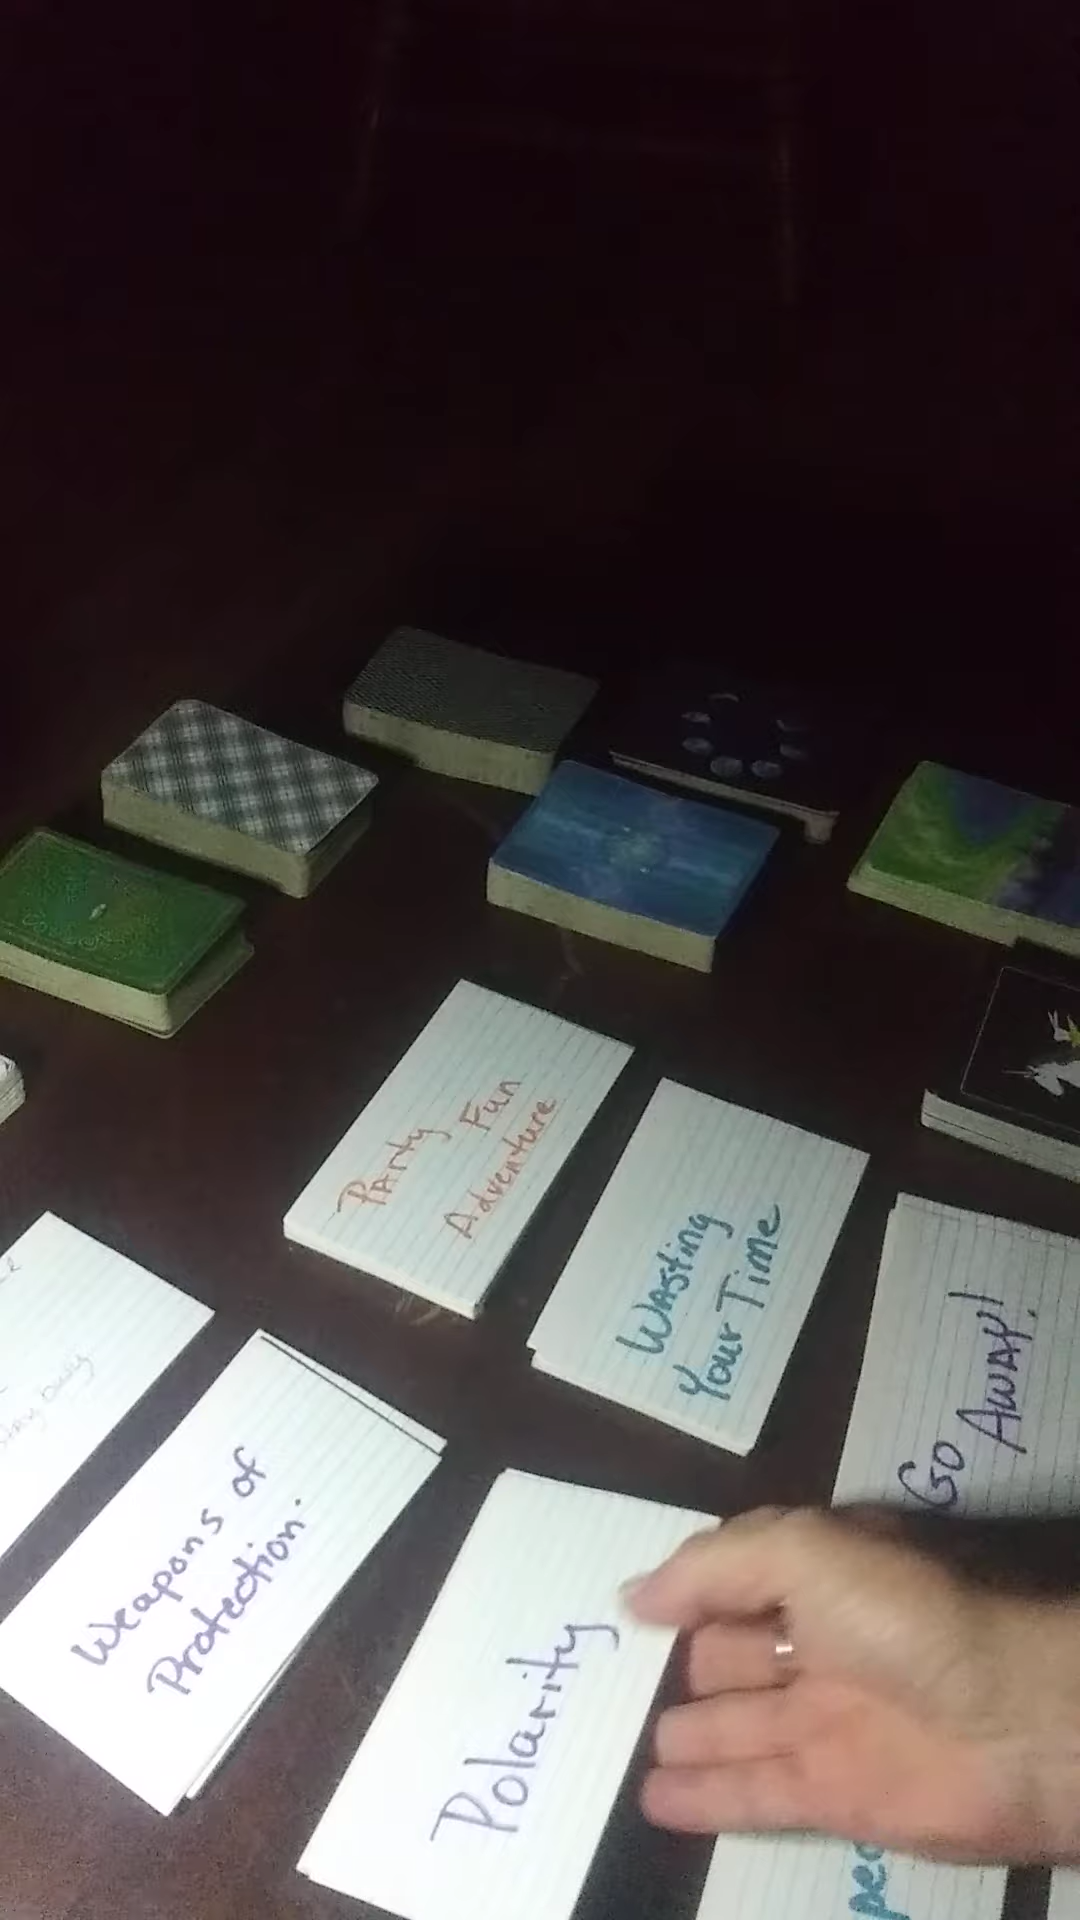 Party Fun
Adventure
Wasting
Your Time
Go
Away!
Weapons of
Protection.
Polarity